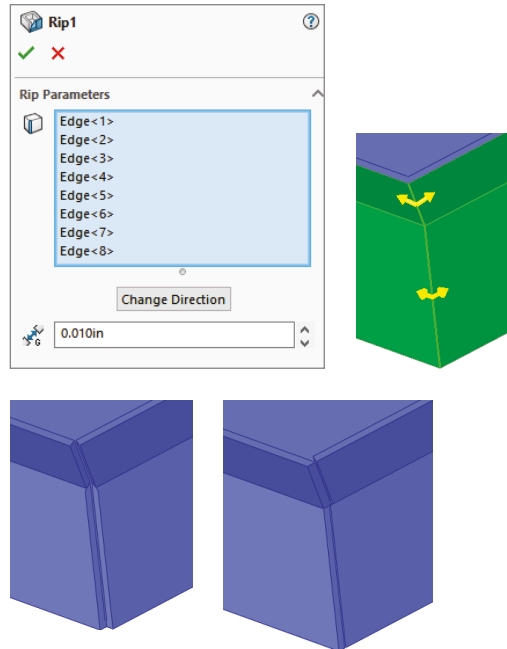 Rip1
Rip Parameters
Edge<1>
Edge<2>
Edge<3>
Edge<4>
Edge<5>
Edge<6>
Edge<7>
Edge<8>
Change Direction
G
0.010in